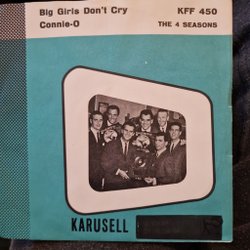 Big Girls Don't Cry KFF 450
Connie-O THE 4 SEASONS
KARUSELL